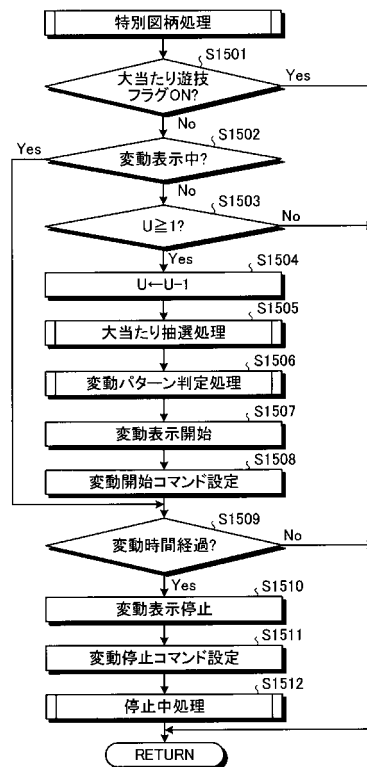 特別図柄処理
S1501
大当たり遊技
フラグON?
Yes
No
S1502
変動表示中?
Yes
No
S1503
U≧1?
No
Yes
S1504
U←U-1
S1505
大当たり抽選処理
S1506
変動パターン判定処理
S1507
変動表示開始
S1508
変動開始コマンド設定
S1509
変動時間経過?
No
Yes
S1510
変動表示停止
S1511
変動停止コマンド設定
S1512
停止中処理
RETURN